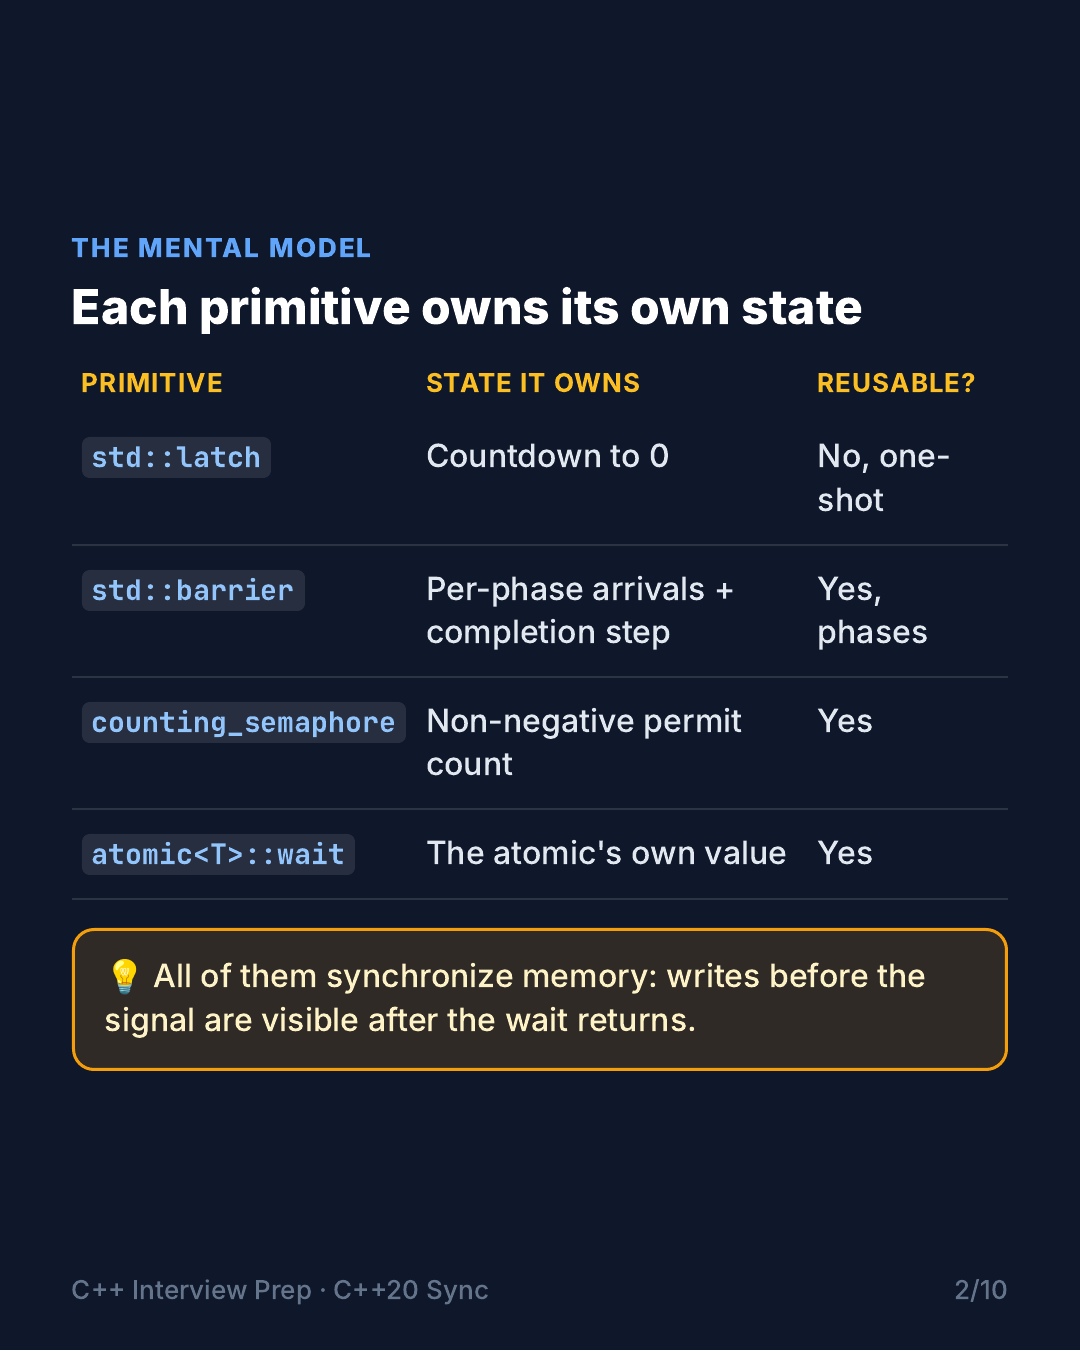 THE MENTAL MODEL
Each primitive owns its own state
PRIMITIVE STATE IT OWNS REUSABLE?
std::latch Countdown to 0 No, one-
shot
std::barrier Per-phase arrivals + Yes,
completion step phases
counting_semaphore Non-negative permit Yes
count
atomic<T>::wait The atomic's own value Yes
💡 All of them synchronize memory: writes before the
signal are visible after the wait returns.
C++ Interview Prep · C++20 Sync 2/10